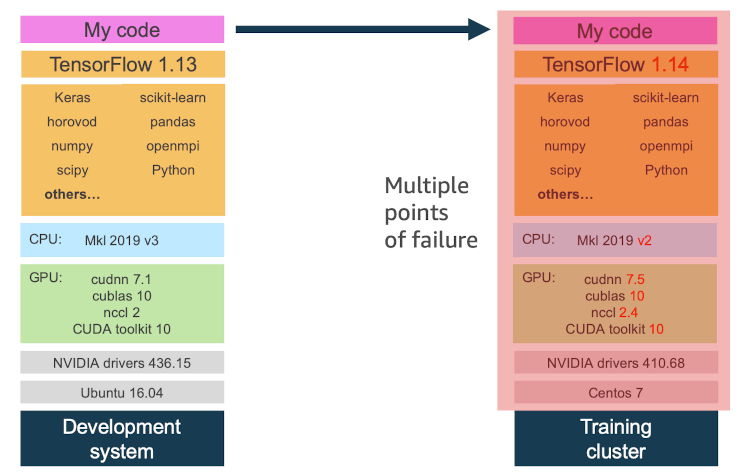 My code
TensorFlow 1.13
Keras scikit-learn
horovod pandas
numpy openmpi
scipy Python
others...
CPU: Mkl 2019 v3
GPU: cudnn 7.1
cublas 10
nccl 2
CUDA toolkit 10
NVIDIA drivers 436.15
Ubuntu 16.04
Development
system
Multiple
points
of failure
My code
TensorFlow 1.14
Keras scikit-learn
horovod pandas
numpy openmpi
scipy Python
others...
CPU: Mkl 2019 v2
GPU: cudnn 7.5
cublas 10
nccl 2.4
CUDA toolkit 10
NVIDIA drivers 410.68
Centos 7
Training
cluster